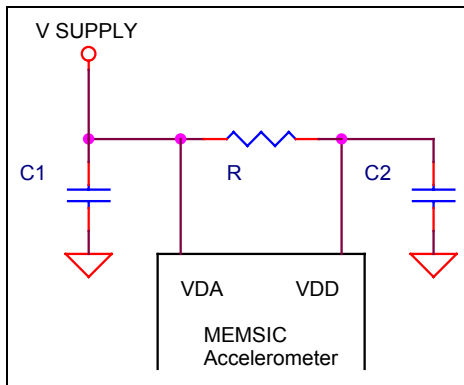 V SUPPLY
C1
R
C2
VDA
VDD
MEMSIC
Accelerometer